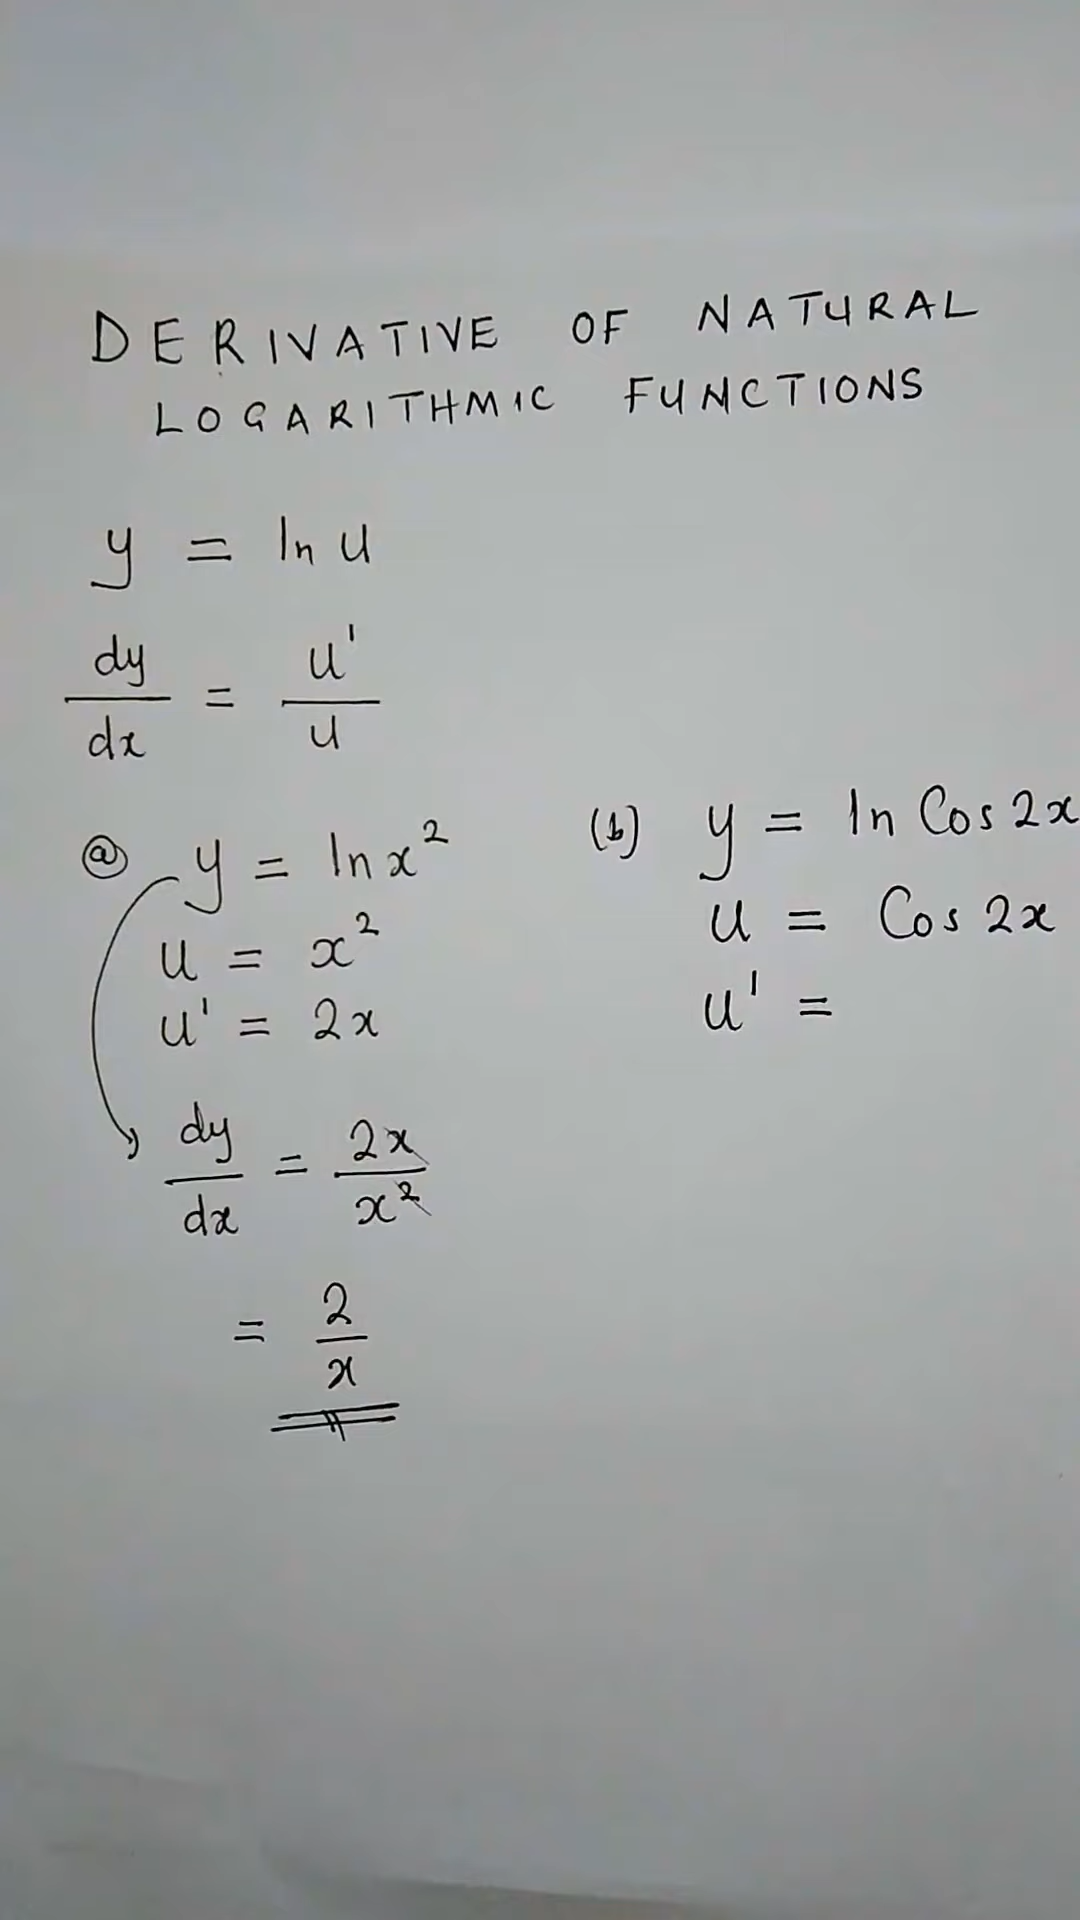 DERIVATIVE OF NATURAL
LOGARITHMIC FUNCTIONS
y = ln u
dy/dx = u'/u
(a) y = ln x²
u = x²
u' = 2x
dy/dx = 2x/x²
= 2/x
(b) y = ln Cos 2x
u = Cos 2x
u' =